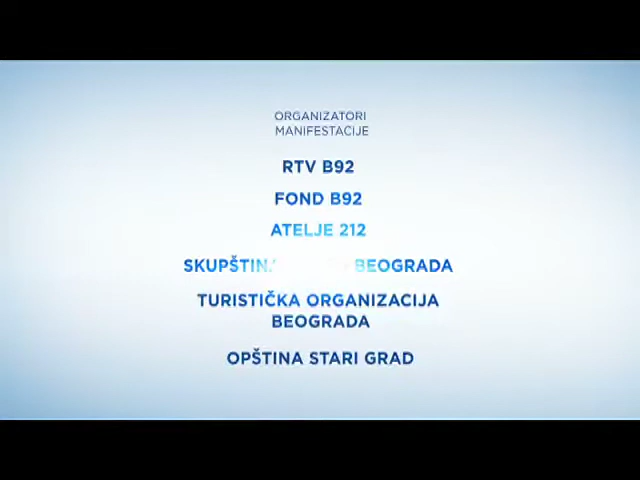 ORGANIZATORI
MANIFESTACIJE
RTV B92
FOND B92
ATELJE 212
BEOGRADA
TURISTIČKA ORGANIZACIJA
BEOGRADA
OPŠTINA STARI GRAD